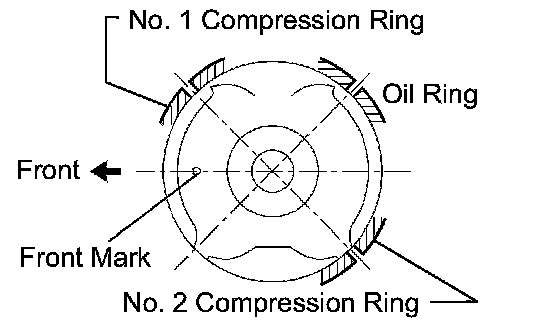 No. 1 Compression Ring
Oil Ring
Front
Front Mark
No. 2 Compression Ring